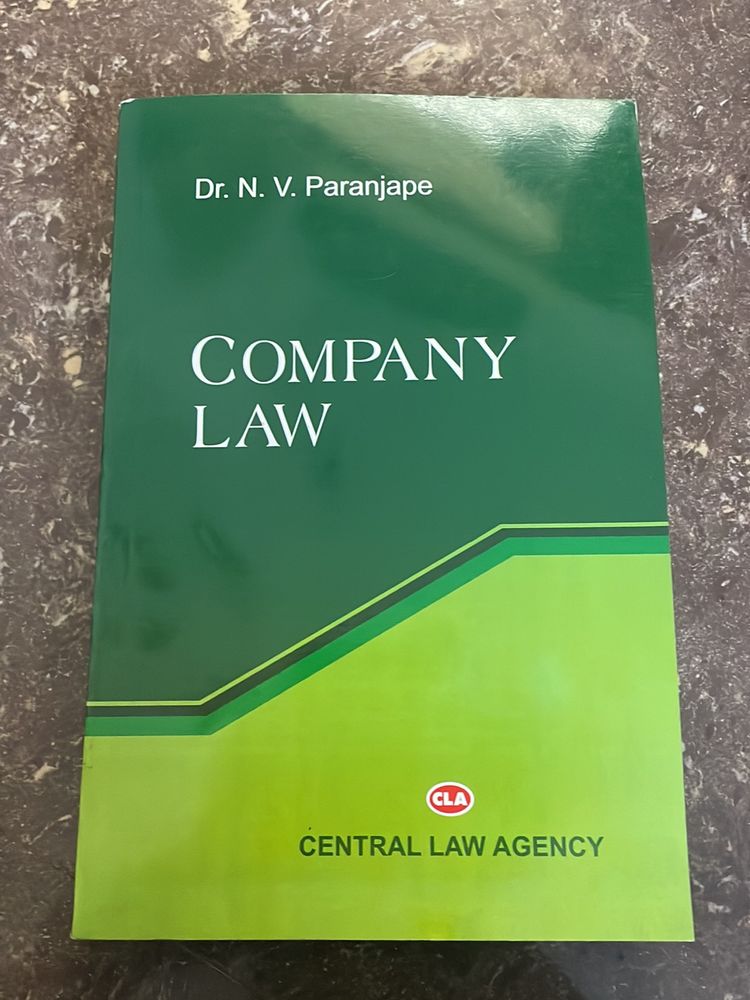 Dr. N. V. Paranjape
COMPANY
LAW
CLA
CENTRAL LAW AGENCY